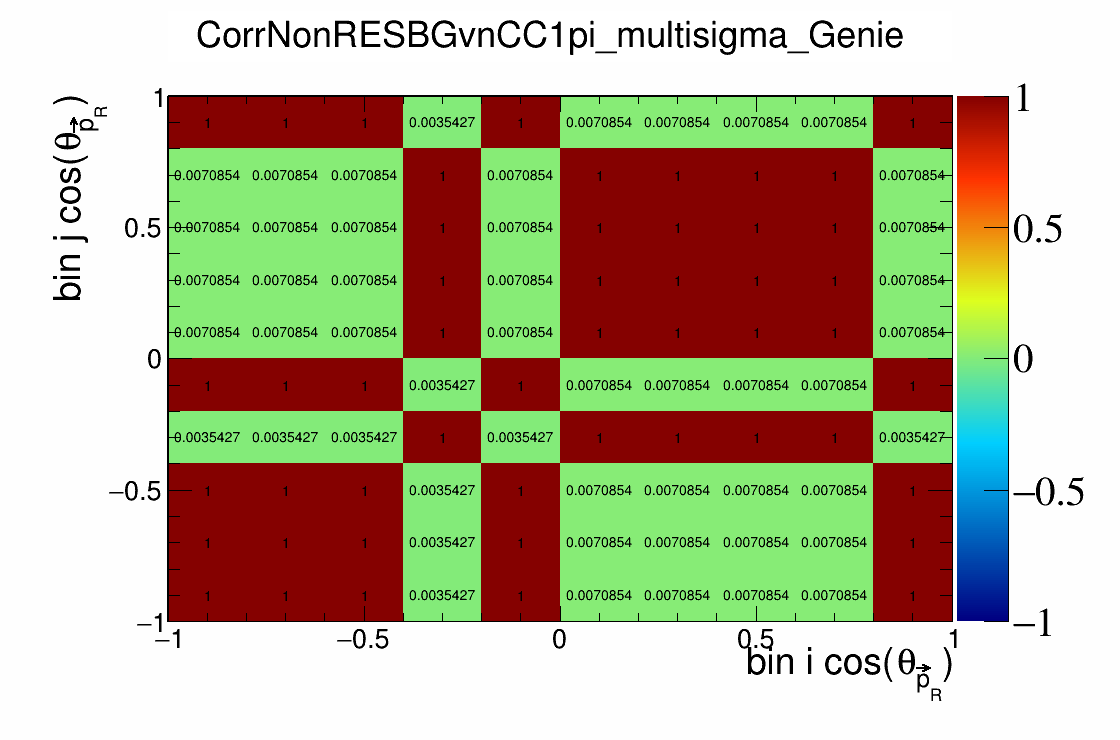 CorrNonRESBGvnCC1pi_multisigma_Genie
bin j cos(θ_p⃗_R)
1
0.5
0
−0.5
−1
1 1 1 0.0035427 1 0.0070854 0.0070854 0.0070854 0.0070854 1
0.0070854 0.0070854 0.0070854 1 0.0070854 1 1 1 1 0.0070854
0.0070854 0.0070854 0.0070854 1 0.0070854 1 1 1 1 0.0070854
0.0070854 0.0070854 0.0070854 1 0.0070854 1 1 1 1 0.0070854
0.0070854 0.0070854 0.0070854 1 0.0070854 1 1 1 1 0.0070854
1 1 1 0.0035427 1 0.0070854 0.0070854 0.0070854 0.0070854 1
0.0035427 0.0035427 0.0035427 1 0.0035427 1 1 1 1 0.0035427
1 1 1 0.0035427 1 0.0070854 0.0070854 0.0070854 0.0070854 1
1 1 1 0.0035427 1 0.0070854 0.0070854 0.0070854 0.0070854 1
1 1 1 0.0035427 1 0.0070854 0.0070854 0.0070854 0.0070854 1
−1 −0.5 0 0.5 1
bin i cos(θ_p⃗_R)
1
0.5
0
−0.5
−1